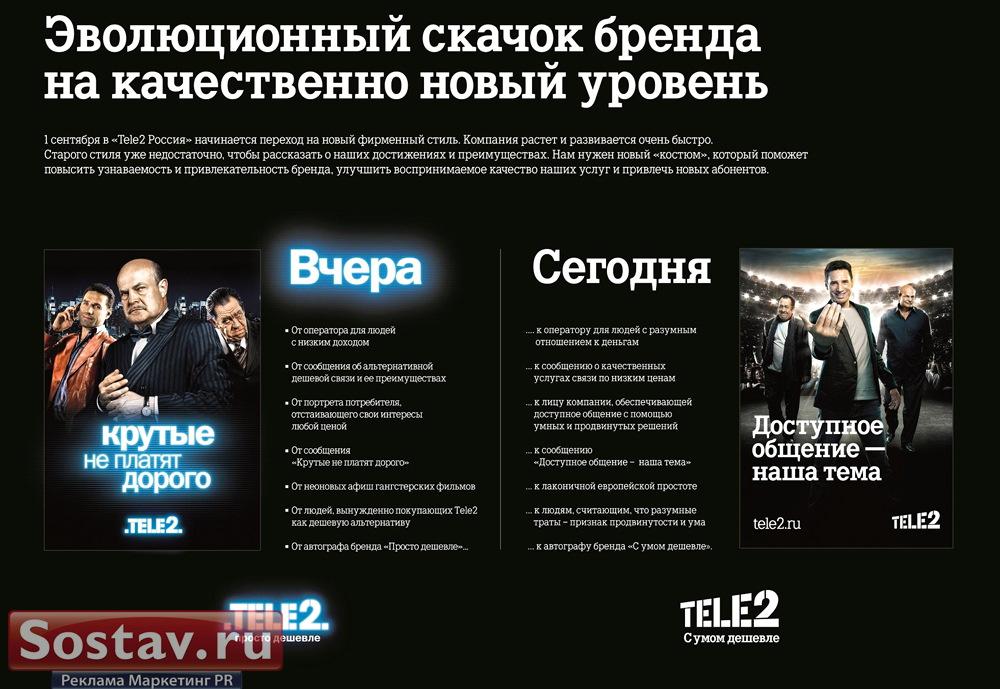 Эволюционный скачок бренда
на качественно новый уровень
1 сентября в «Tele2 Россия» начинается переход на новый фирменный стиль. Компания растет и развивается очень быстро.
Старого стиля уже недостаточно, чтобы рассказать о наших достижениях и преимуществах. Нам нужен новый «костюм», который поможет
повысить узнаваемость и привлекательность бренда, улучшить воспринимаемое качество наших услуг и привлечь новых абонентов.
крутые
не платят
дорого
.TELE2.
Вчера
▪ От оператора для людей
с низким доходом
▪ От сообщения об альтернативной
дешевой связи и ее преимуществах
▪ От портрета потребителя,
отстаивающего свои интересы
любой ценой
▪ От сообщения
«Крутые не платят дорого»
▪ От неоновых афиш гангстерских фильмов
▪ От людей, вынужденно покупающих Tele2
как дешевую альтернативу
▪ От автографа бренда «Просто дешевле»...
Сегодня
.... к оператору для людей с разумным
отношением к деньгам
... к сообщению о качественных
услугах связи по низким ценам
... к лицу компании, обеспечивающей
доступное общение с помощью
умных и продвинутых решений
... к сообщению
«Доступное общение – наша тема»
... к лаконичной европейской простоте
... к людям, считающим, что разумные
траты – признак продвинутости и ума
... к автографу бренда «С умом дешевле».
Доступное
общение —
наша тема
tele2.ru
TELE2
.TELE2.
просто дешевле
TELE2
С умом дешевле
Sostav.ru
Реклама Маркетинг PR